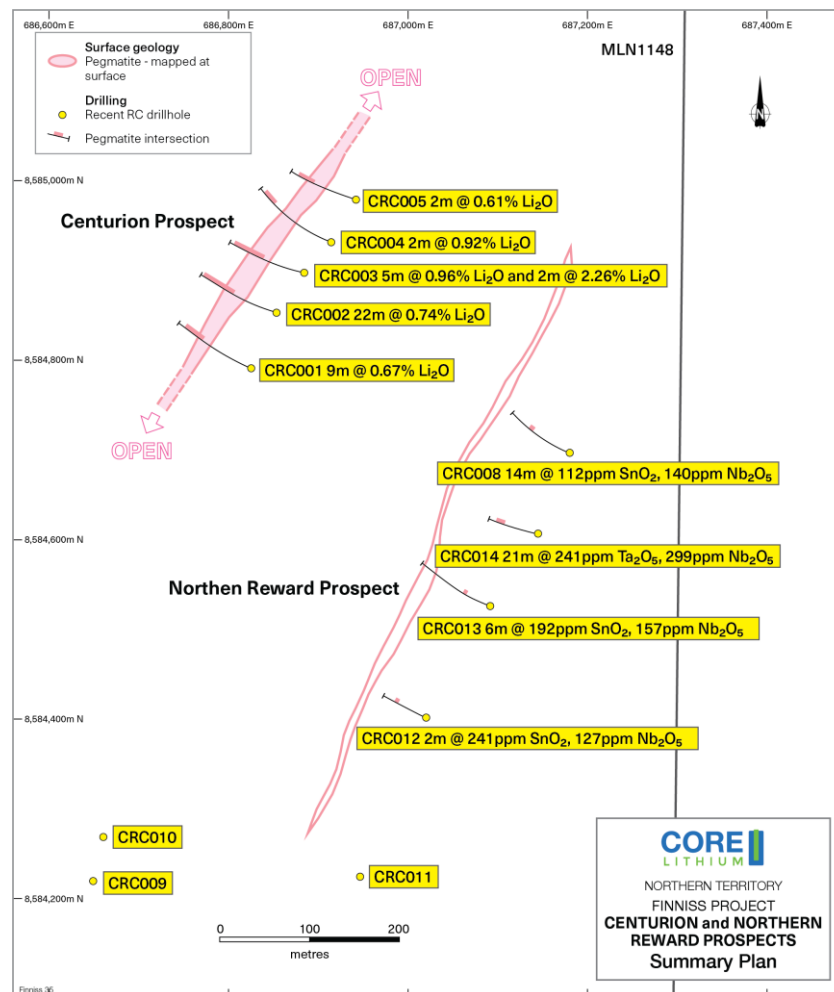 686,600m E
686,800m E
687,000m E
687,200m E
687,400m E
Surface geology
Pegmatite - mapped at
surface
Drilling
Recent RC drillhole
Pegmatite intersection
MLN1148
OPEN
N
8,585,000m N
Centurion Prospect
CRC005 2m @ 0.61% Li₂O
CRC004 2m @ 0.92% Li₂O
CRC003 5m @ 0.96% Li₂O and 2m @ 2.26% Li₂O
CRC002 22m @ 0.74% Li₂O
8,584,800m N
CRC001 9m @ 0.67% Li₂O
OPEN
CRC008 14m @ 112ppm SnO₂, 140ppm Nb₂O₅
8,584,600m N
CRC014 21m @ 241ppm Ta₂O₅, 299ppm Nb₂O₅
Northen Reward Prospect
CRC013 6m @ 192ppm SnO₂, 157ppm Nb₂O₅
8,584,400m N
CRC012 2m @ 241ppm SnO₂, 127ppm Nb₂O₅
CRC010
CRC009
CRC011
8,584,200m N
0 100 200
metres
CORE
LITHIUM
NORTHERN TERRITORY
FINNISS PROJECT
CENTURION and NORTHERN
REWARD PROSPECTS
Summary Plan
Finniss 36